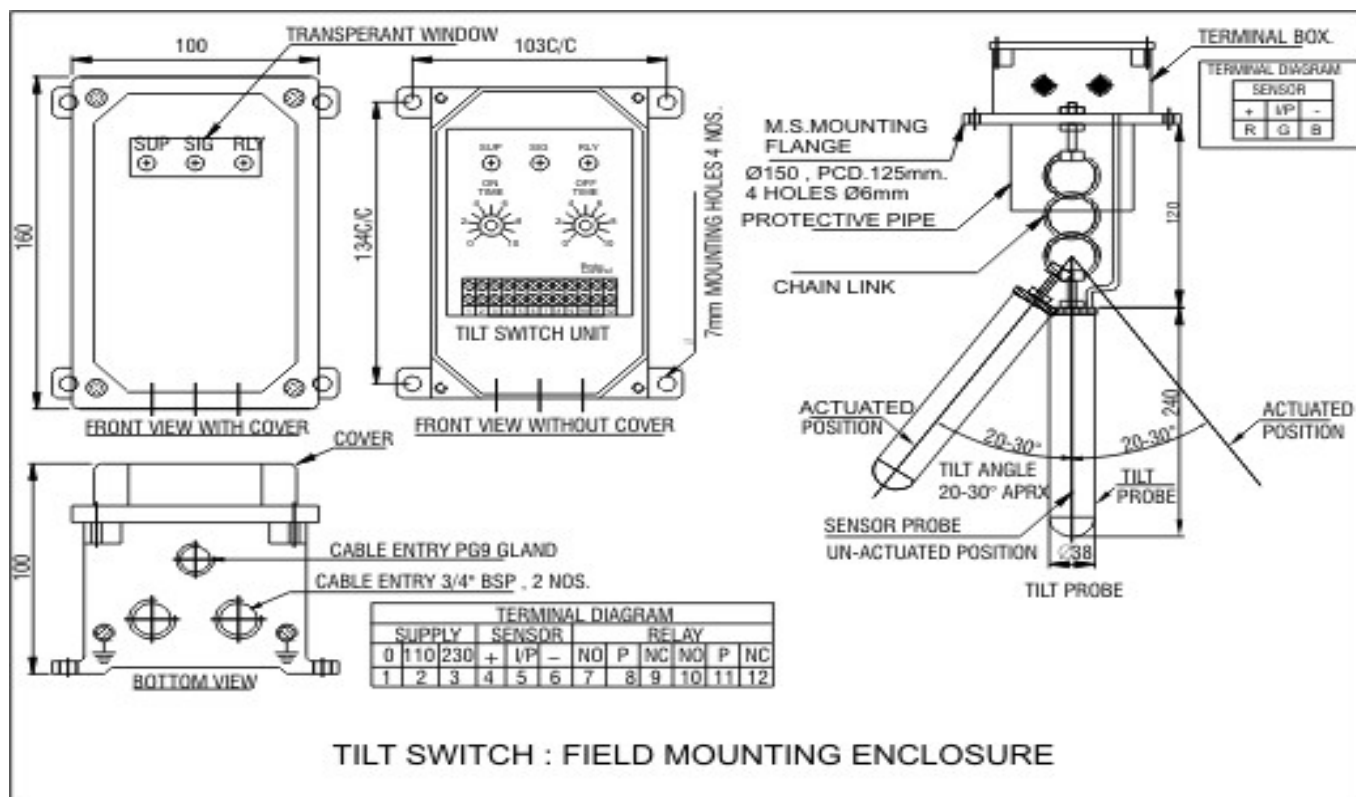 100
TRANSPERANT WINDOW
SUP SIG RLY
160
FRONT VIEW WITH COVER
103C/C
134C/C
SUP SIG RLY
ON TIME
OFF TIME
0 2 10
0 2 10
TILT SWITCH UNIT
7mm MOUNTING HOLES 4 NOS.
FRONT VIEW WITHOUT COVER
COVER
100
CABLE ENTRY PG9 GLAND
CABLE ENTRY 3/4" BSP , 2 NOS.
BOTTOM VIEW
TERMINAL DIAGRAM
SUPPLY SENSOR RELAY
0 110 230 + I/P – NO P NC NO P NC
1 2 3 4 5 6 7 8 9 10 11 12
TERMINAL BOX.
TERMINAL DIAGRAM
SENSOR
+ I/P -
R G B
M.S.MOUNTING
FLANGE
Ø150 , PCD.125mm.
4 HOLES Ø6mm
PROTECTIVE PIPE
CHAIN LINK
120
240
ACTUATED
POSITION
20-30°
20-30°
ACTUATED
POSITION
TILT ANGLE
20-30° APRX
TILT
PROBE
SENSOR PROBE
UN-ACTUATED POSITION
Ø38
TILT PROBE
TILT SWITCH : FIELD MOUNTING ENCLOSURE